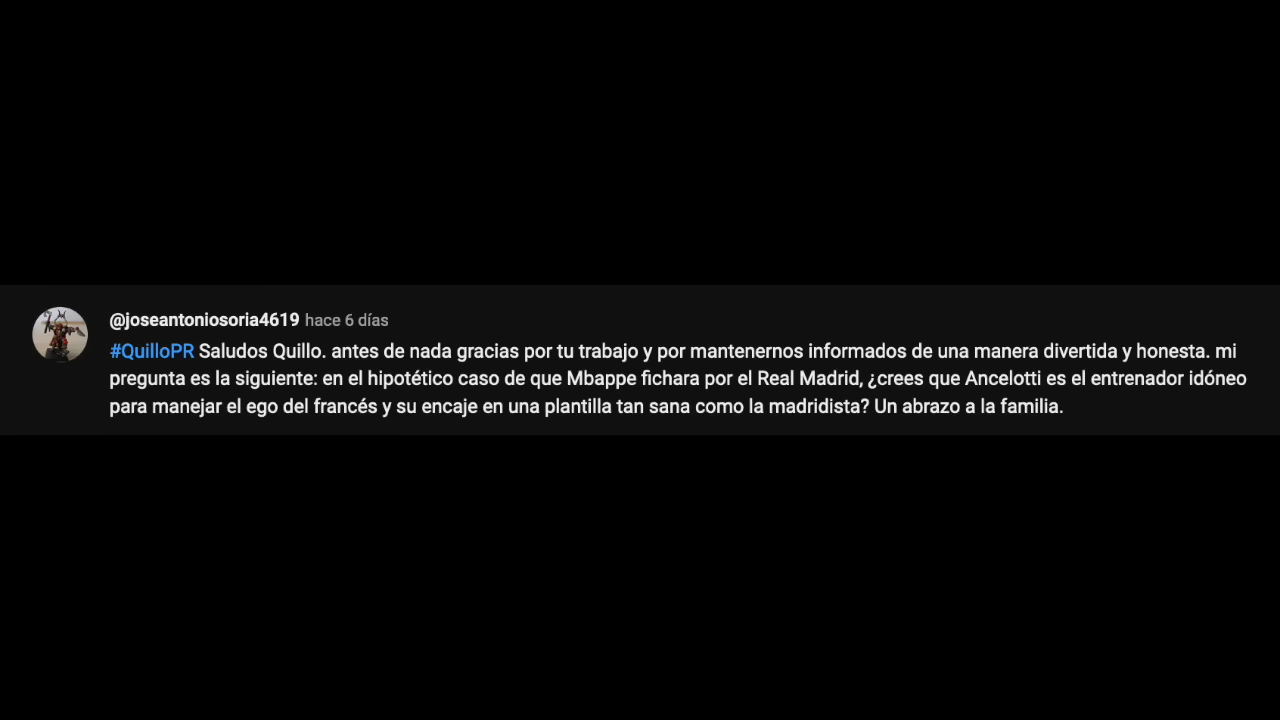 @joseantoniosoria4619 hace 6 días
#QuilloPR Saludos Quillo. antes de nada gracias por tu trabajo y por mantenernos informados de una manera divertida y honesta. mi
pregunta es la siguiente: en el hipotético caso de que Mbappe fichara por el Real Madrid, ¿crees que Ancelotti es el entrenador idóneo
para manejar el ego del francés y su encaje en una plantilla tan sana como la madridista? Un abrazo a la familia.